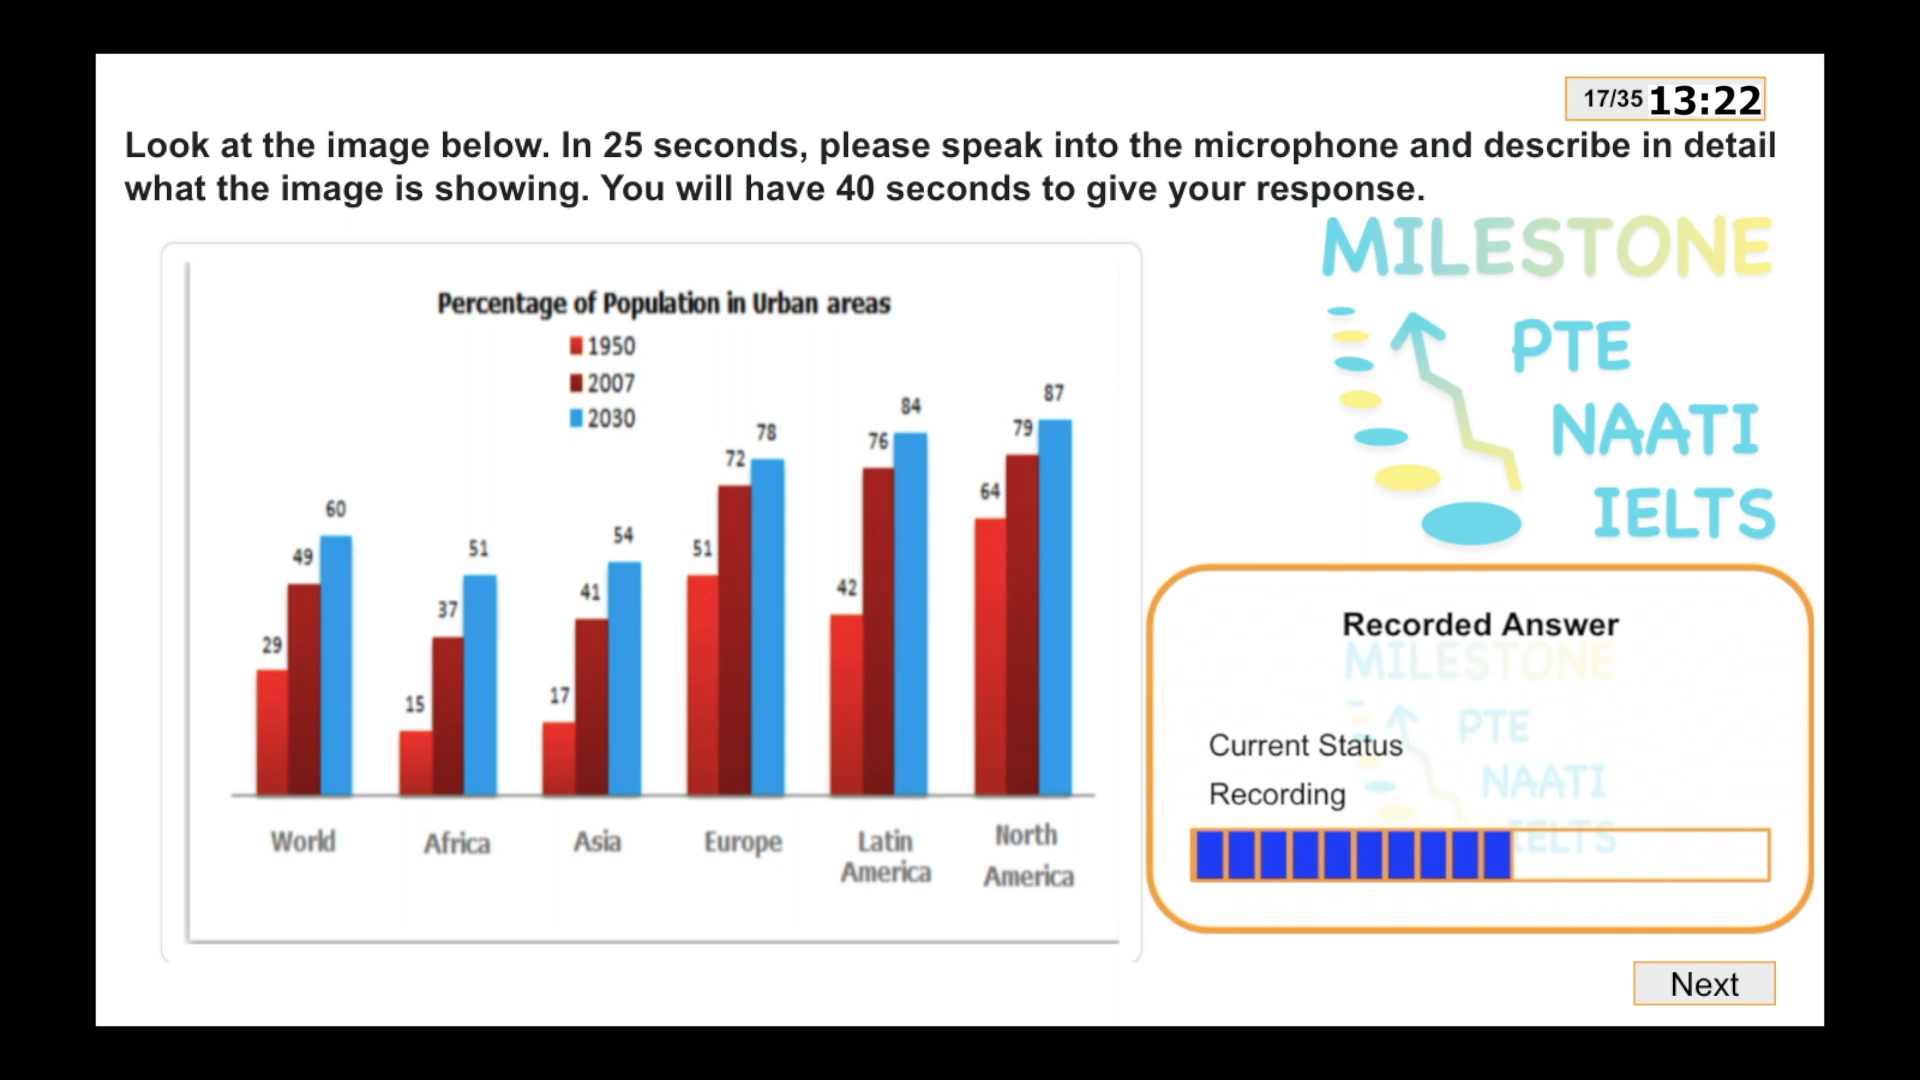 17/35 13:22
Look at the image below. In 25 seconds, please speak into the microphone and describe in detail
what the image is showing. You will have 40 seconds to give your response.
MILESTONE
PTE
NAATI
IELTS
Percentage of Population in Urban areas
1950
2007
2030
29 49 60
15 37 51
17 41 54
51 72 78
42 76 84
64 79 87
World Africa Asia Europe Latin America North America
Recorded Answer
MILESTONE
PTE
NAATI
IELTS
Current Status
Recording
Next